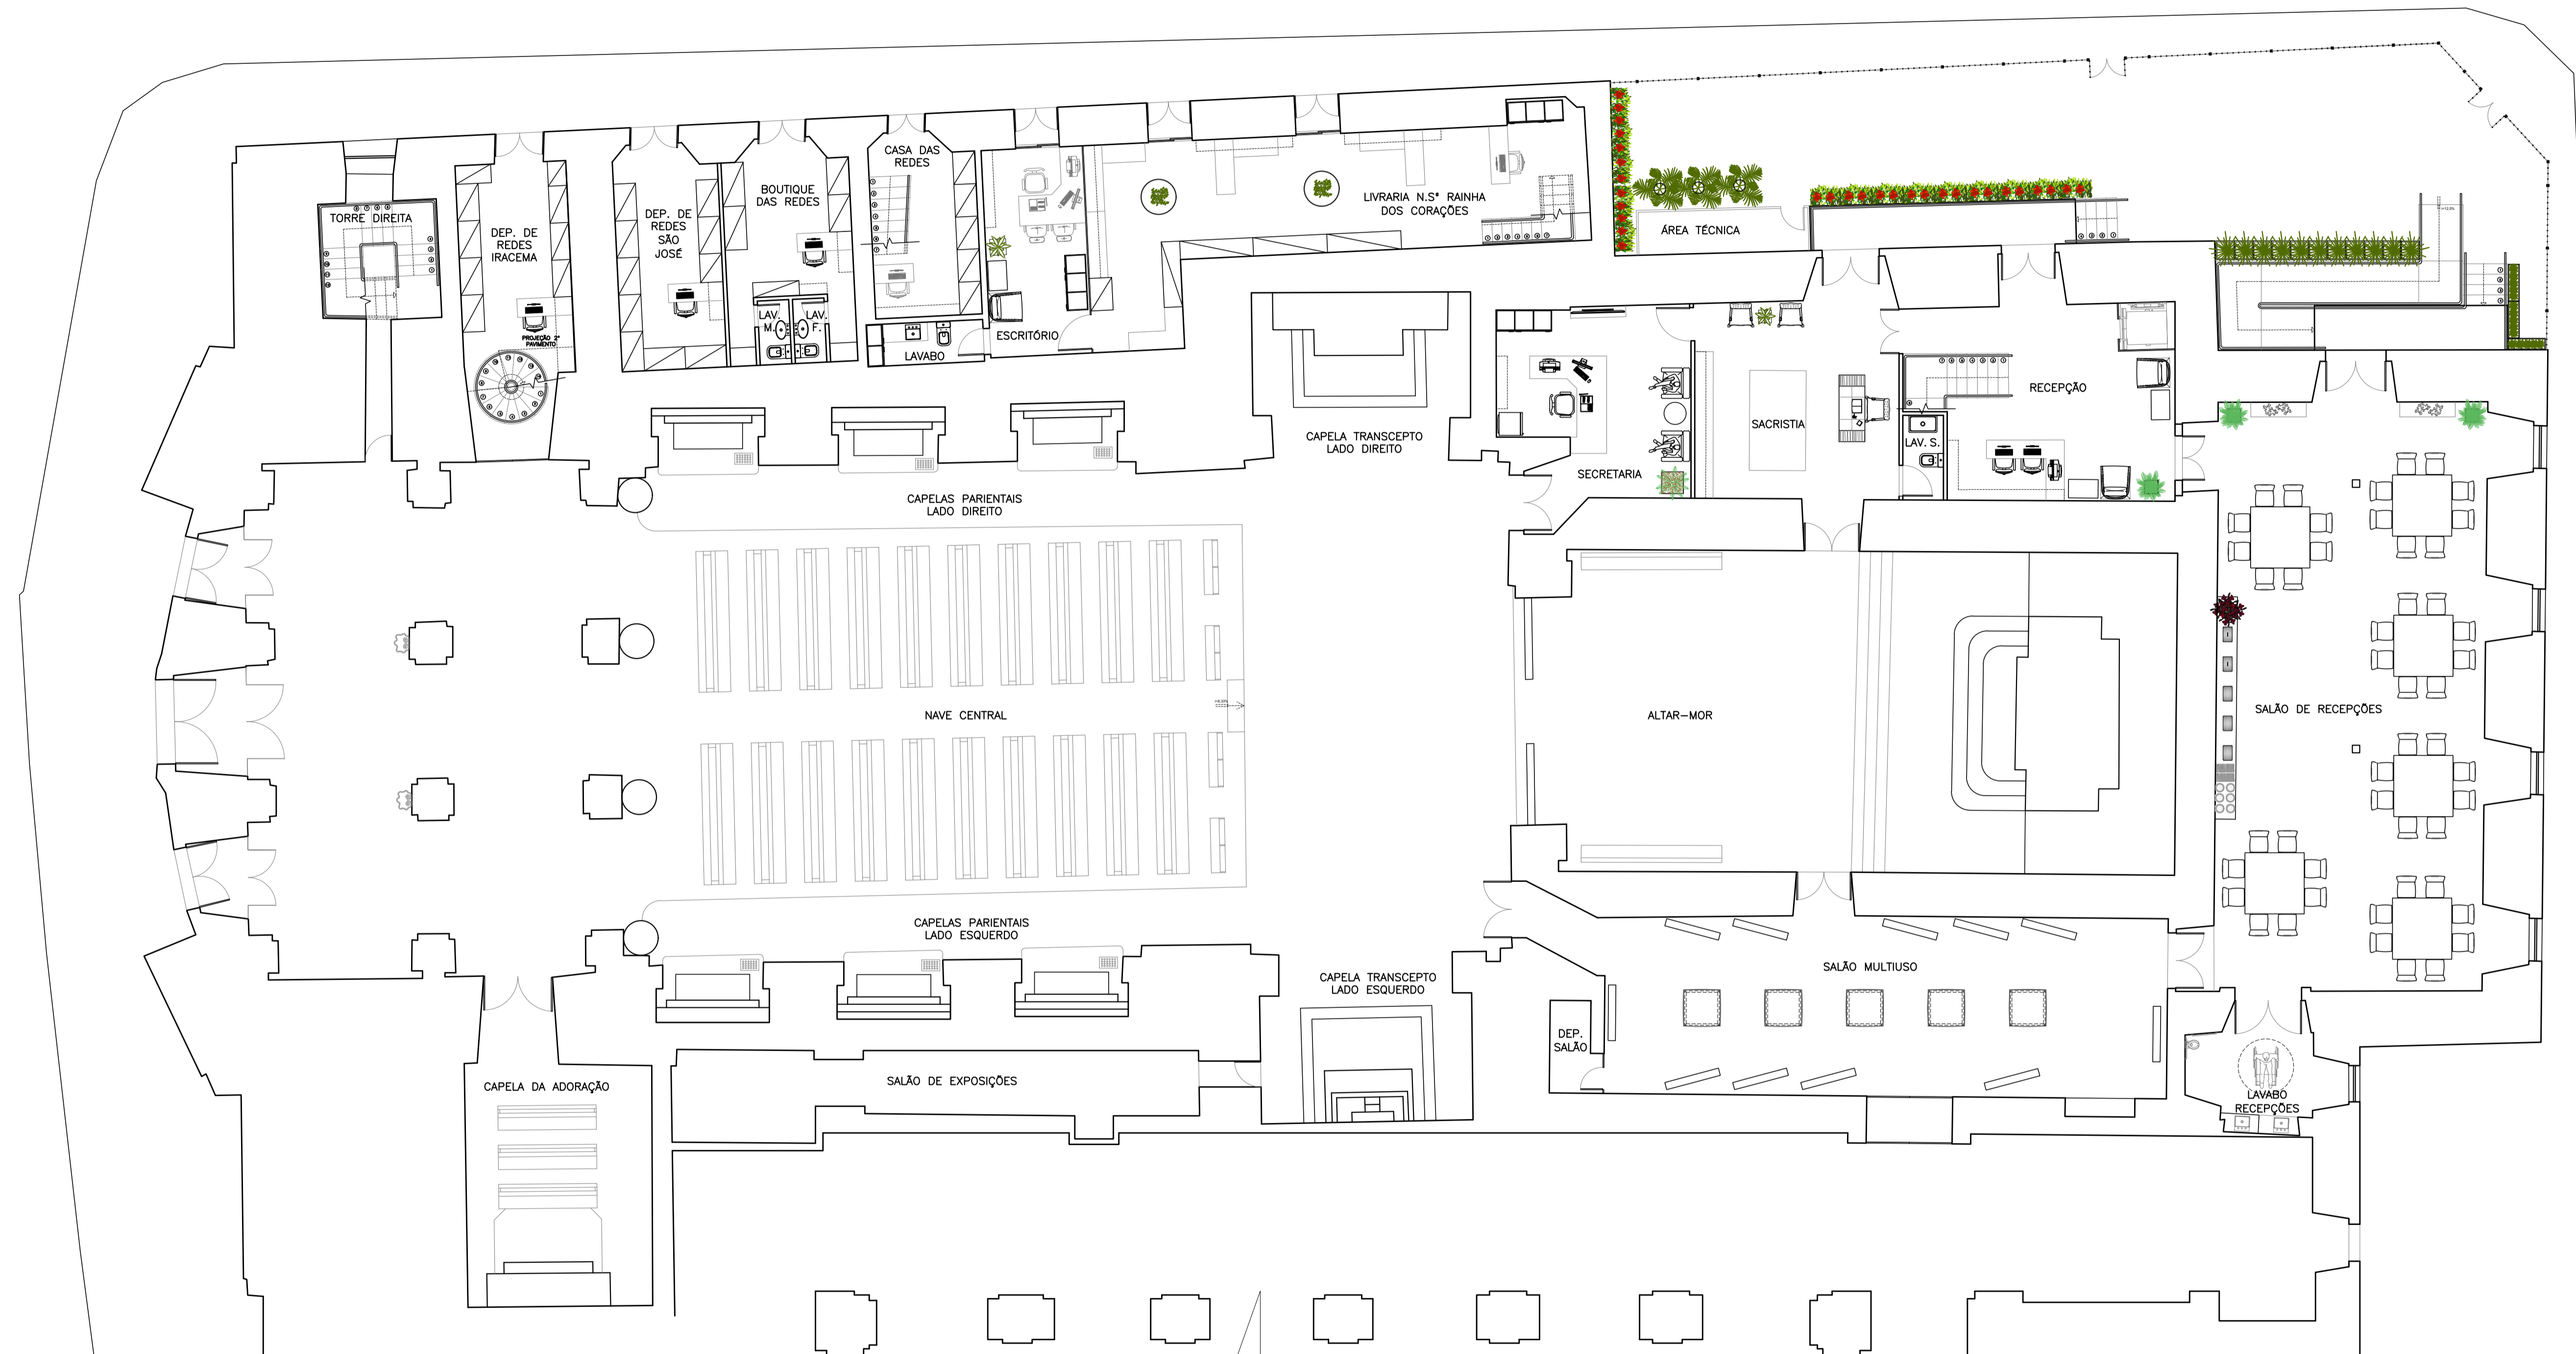 TORRE DIREITA
DEP. DE
REDES
IRACEMA
PROJEÇÃO 2°
PAVIMENTO
DEP. DE
REDES
SÃO
JOSÉ
BOUTIQUE
DAS REDES
LAV.
M.
LAV.
F.
CASA DAS
REDES
LAVABO
ESCRITÓRIO
LIVRARIA N.Sª RAINHA
DOS CORAÇÕES
ÁREA TÉCNICA
CAPELA TRANSCEPTO
LADO DIREITO
SECRETARIA
SACRISTIA
LAV. S.
RECEPÇÃO
CAPELAS PARIENTAIS
LADO DIREITO
NAVE CENTRAL
ALTAR-MOR
SALÃO DE RECEPÇÕES
CAPELAS PARIENTAIS
LADO ESQUERDO
CAPELA TRANSCEPTO
LADO ESQUERDO
SALÃO MULTIUSO
DEP.
SALÃO
CAPELA DA ADORAÇÃO
SALÃO DE EXPOSIÇÕES
LAVABO
RECEPÇÕES